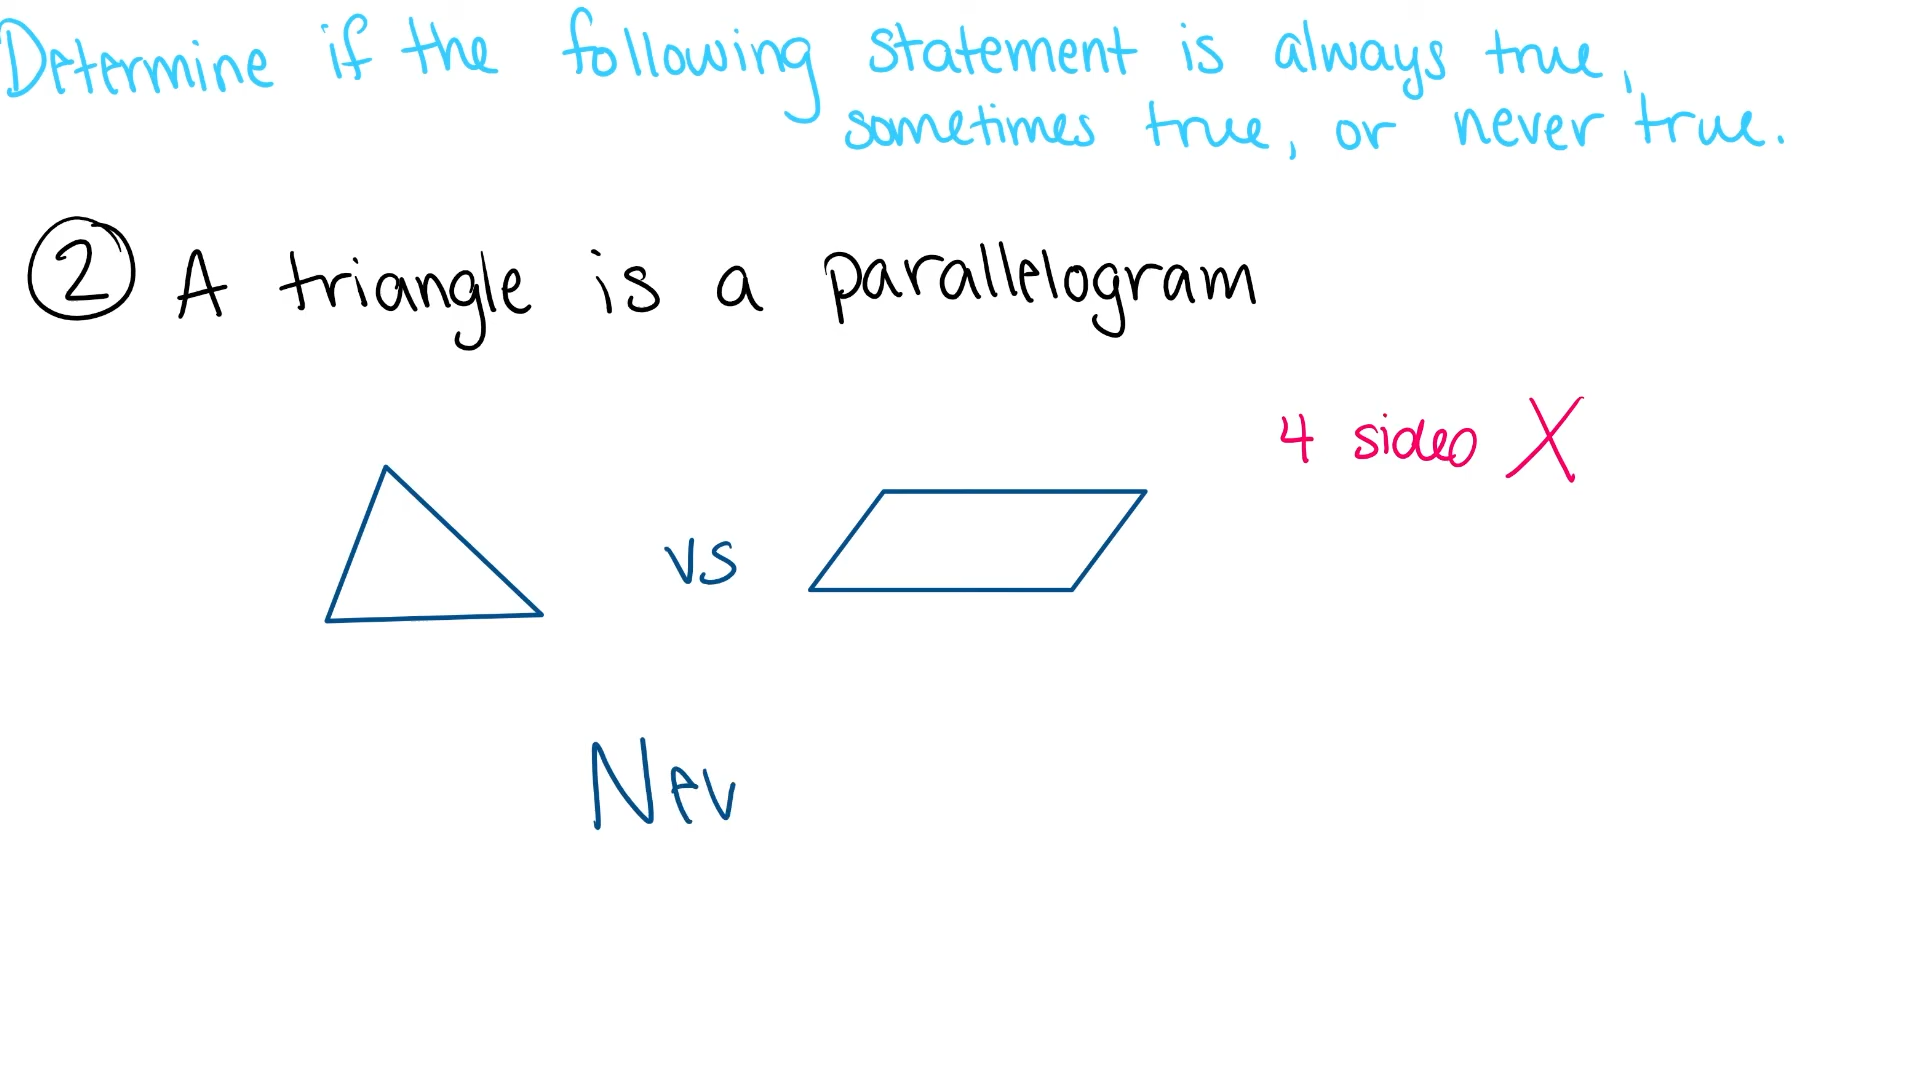 Determine if the following statement is always true,
sometimes true, or never true.
② A triangle is a parallelogram
4 sides X
vs
Nev